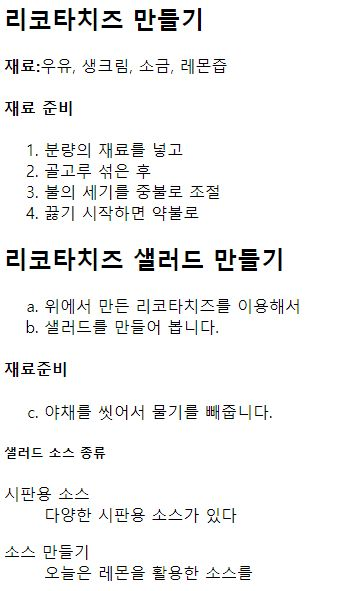 리코타치즈 만들기
재료:우유, 생크림, 소금, 레몬즙
재료 준비
1. 분량의 재료를 넣고
2. 골고루 섞은 후
3. 불의 세기를 중불로 조절
4. 끓기 시작하면 약불로
리코타치즈 샐러드 만들기
a. 위에서 만든 리코타치즈를 이용해서
b. 샐러드를 만들어 봅니다.
재료준비
c. 야채를 씻어서 물기를 빼줍니다.
샐러드 소스 종류
시판용 소스
다양한 시판용 소스가 있다
소스 만들기
오늘은 레몬을 활용한 소스를